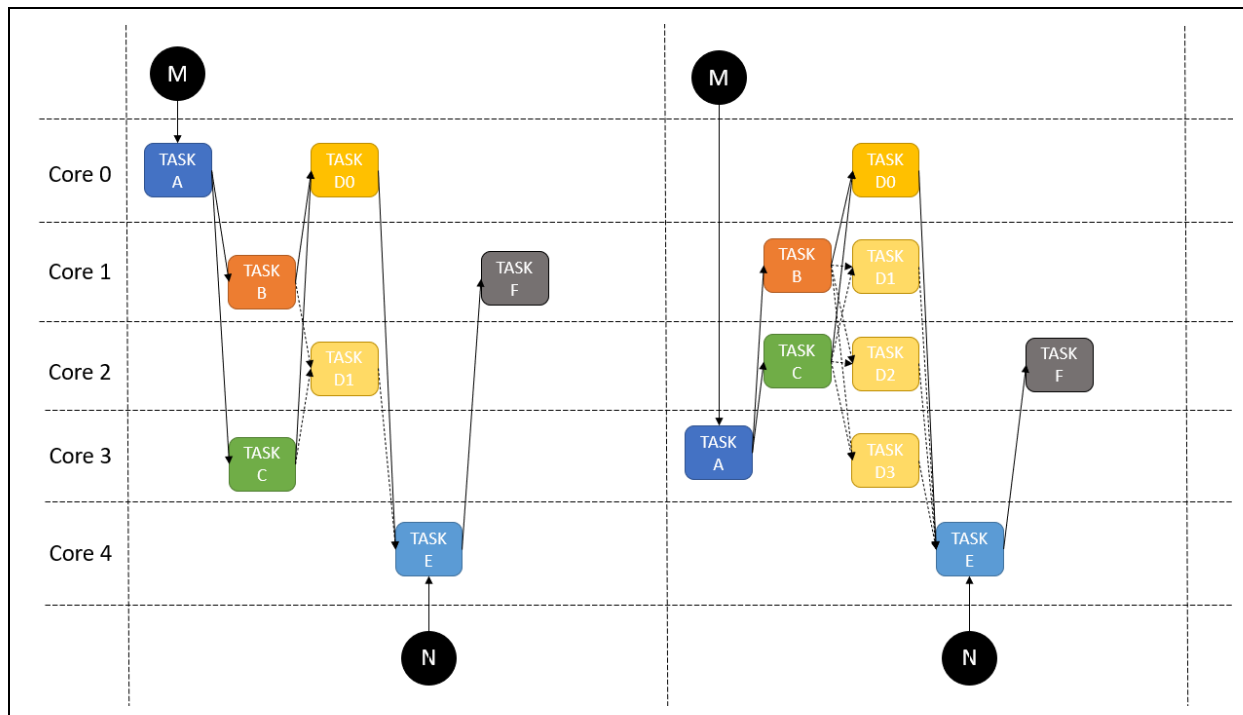 M
M
Core 0
TASK
A
TASK
D0
TASK
D0
Core 1
TASK
B
TASK
F
TASK
B
TASK
D1
Core 2
TASK
D1
TASK
C
TASK
D2
TASK
F
Core 3
TASK
C
TASK
A
TASK
D3
Core 4
TASK
E
TASK
E
N
N